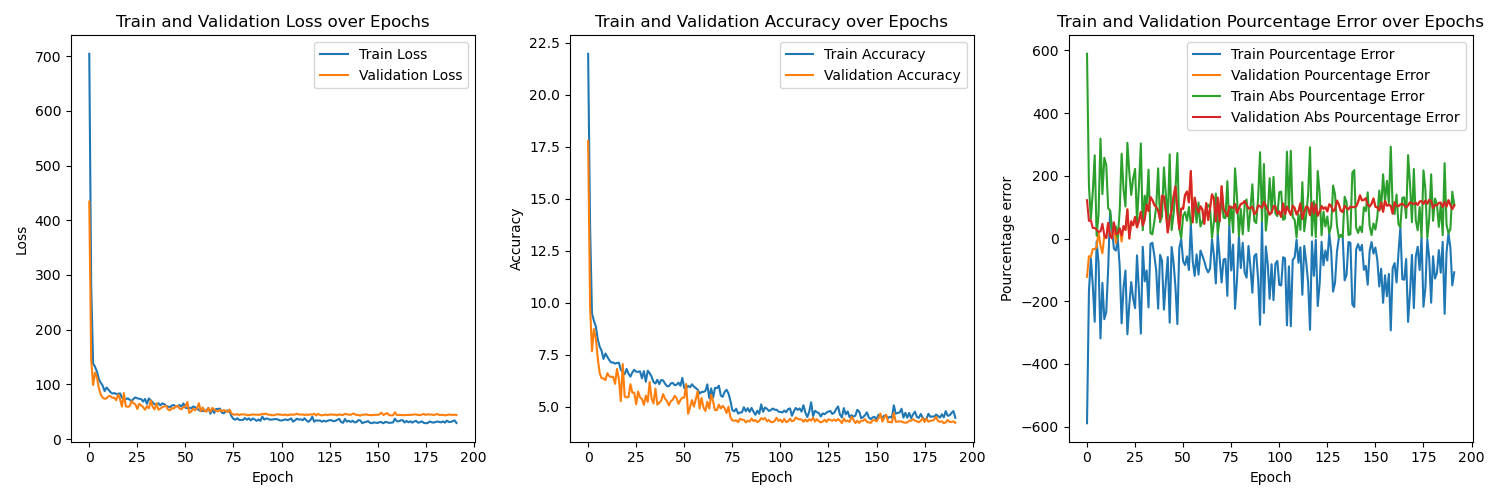 Train and Validation Loss over Epochs
Train Loss
Validation Loss
Loss
700
600
500
400
300
200
100
0
0 25 50 75 100 125 150 175 200
Epoch
Train and Validation Accuracy over Epochs
Train Accuracy
Validation Accuracy
Accuracy
22.5
20.0
17.5
15.0
12.5
10.0
7.5
5.0
0 25 50 75 100 125 150 175 200
Epoch
Train and Validation Pourcentage Error over Epochs
Train Pourcentage Error
Validation Pourcentage Error
Train Abs Pourcentage Error
Validation Abs Pourcentage Error
Pourcentage error
600
400
200
0
−200
−400
−600
0 25 50 75 100 125 150 175 200
Epoch